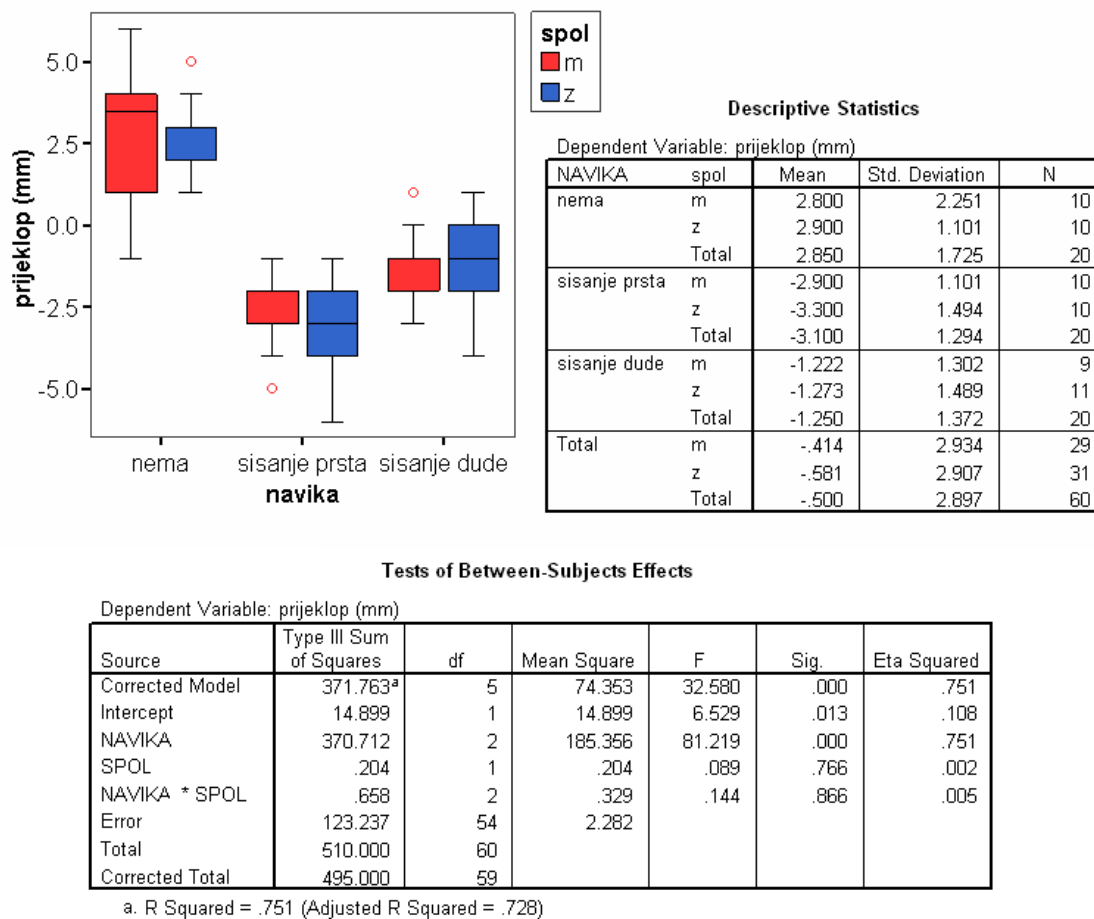 spol
m
z
5.0
2.5
0.0
-2.5
-5.0
prijeklop (mm)
nema sisanje prsta sisanje dude
navika
Descriptive Statistics
Dependent Variable: prijeklop (mm)
NAVIKA spol Mean Std. Deviation N
nema m 2.800 2.251 10
z 2.900 1.101 10
Total 2.850 1.725 20
sisanje prsta m -2.900 1.101 10
z -3.300 1.494 10
Total -3.100 1.294 20
sisanje dude m -1.222 1.302 9
z -1.273 1.489 11
Total -1.250 1.372 20
Total m -.414 2.934 29
z -.581 2.907 31
Total -.500 2.897 60
Tests of Between-Subjects Effects
Dependent Variable: prijeklop (mm)
Type III Sum
Source of Squares df Mean Square F Sig. Eta Squared
Corrected Model 371.763a 5 74.353 32.580 .000 .751
Intercept 14.899 1 14.899 6.529 .013 .108
NAVIKA 370.712 2 185.356 81.219 .000 .751
SPOL .204 1 .204 .089 .766 .002
NAVIKA * SPOL .658 2 .329 .144 .866 .005
Error 123.237 54 2.282
Total 510.000 60
Corrected Total 495.000 59
a. R Squared = .751 (Adjusted R Squared = .728)